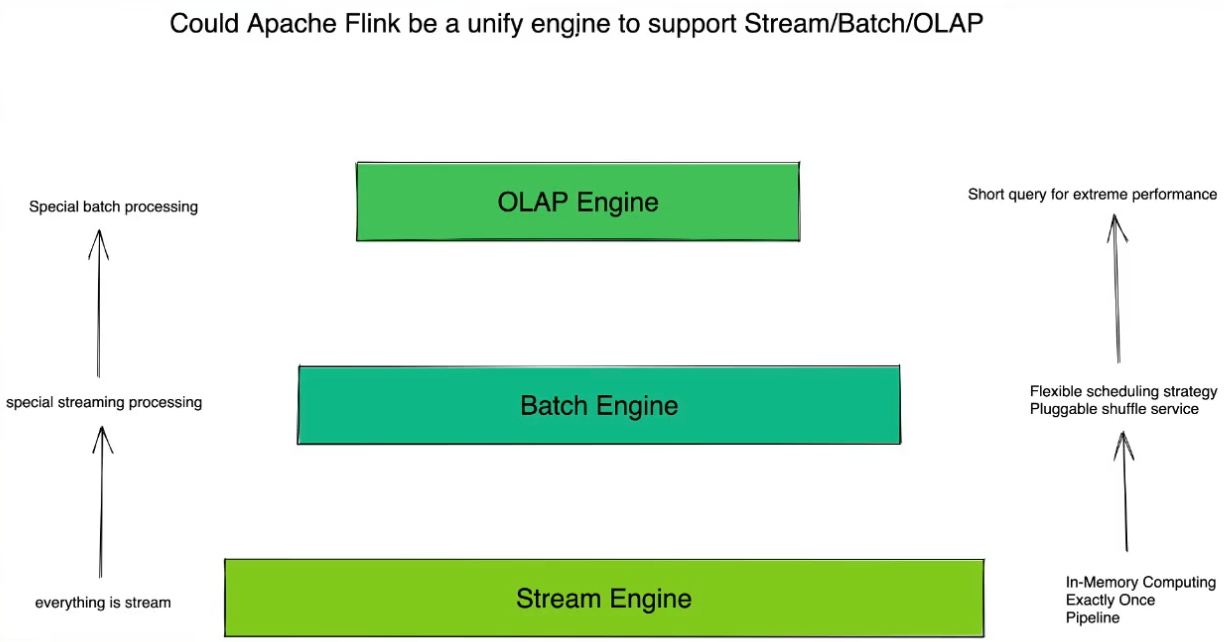 Could Apache Flink be a unify engine to support Stream/Batch/OLAP
Special batch processing
OLAP Engine
Short query for extreme performance
special streaming processing
Batch Engine
Flexible scheduling strategy
Pluggable shuffle service
everything is stream
Stream Engine
In-Memory Computing
Exactly Once
Pipeline